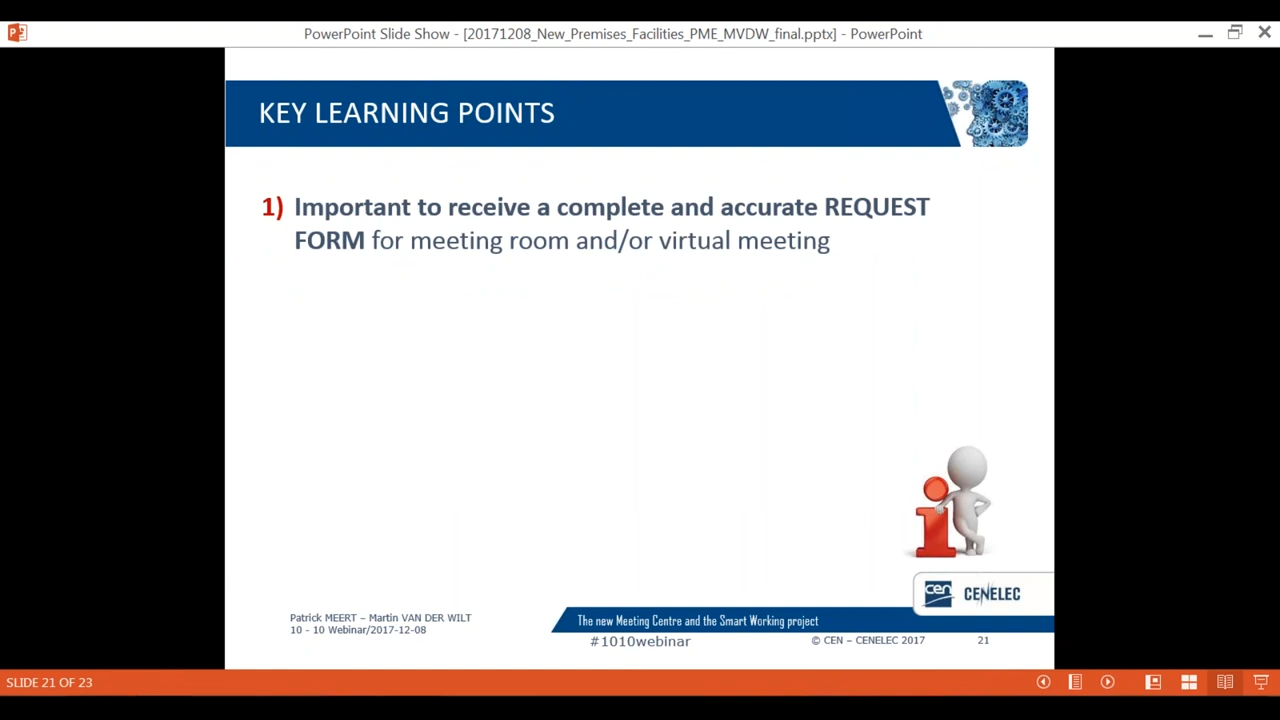 PowerPoint Slide Show - [20171208_New_Premises_Facilities_PME_MVDW_final.pptx] - PowerPoint
KEY LEARNING POINTS
1) Important to receive a complete and accurate REQUEST
FORM for meeting room and/or virtual meeting
cen CENELEC
Patrick MEERT – Martin VAN DER WILT
10 - 10 Webinar/2017-12-08
The new Meeting Centre and the Smart Working project
#1010webinar
© CEN – CENELEC 2017
21
SLIDE 21 OF 23